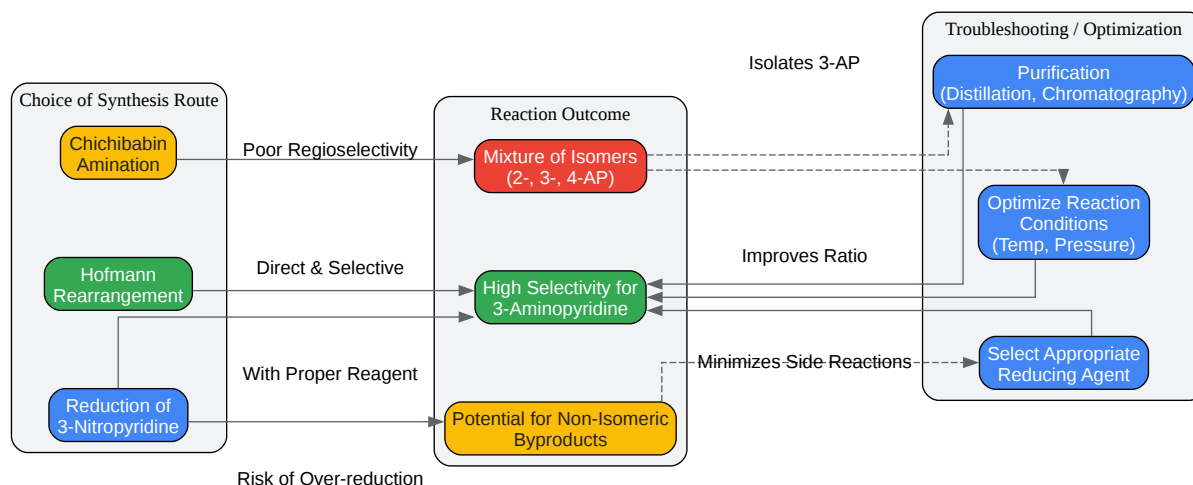 Choice of Synthesis Route
Chichibabin
Amination
Hofmann
Rearrangement
Reduction of
3-Nitropyridine
Poor Regioselectivity
Direct & Selective
With Proper Reagent
Risk of Over-reduction
Reaction Outcome
Mixture of Isomers
(2-, 3-, 4-AP)
High Selectivity for
3-Aminopyridine
Potential for Non-Isomeric
Byproducts
Isolates 3-AP
Improves Ratio
Minimizes Side Reactions
Troubleshooting / Optimization
Purification
(Distillation, Chromatography)
Optimize Reaction
Conditions
(Temp, Pressure)
Select Appropriate
Reducing Agent